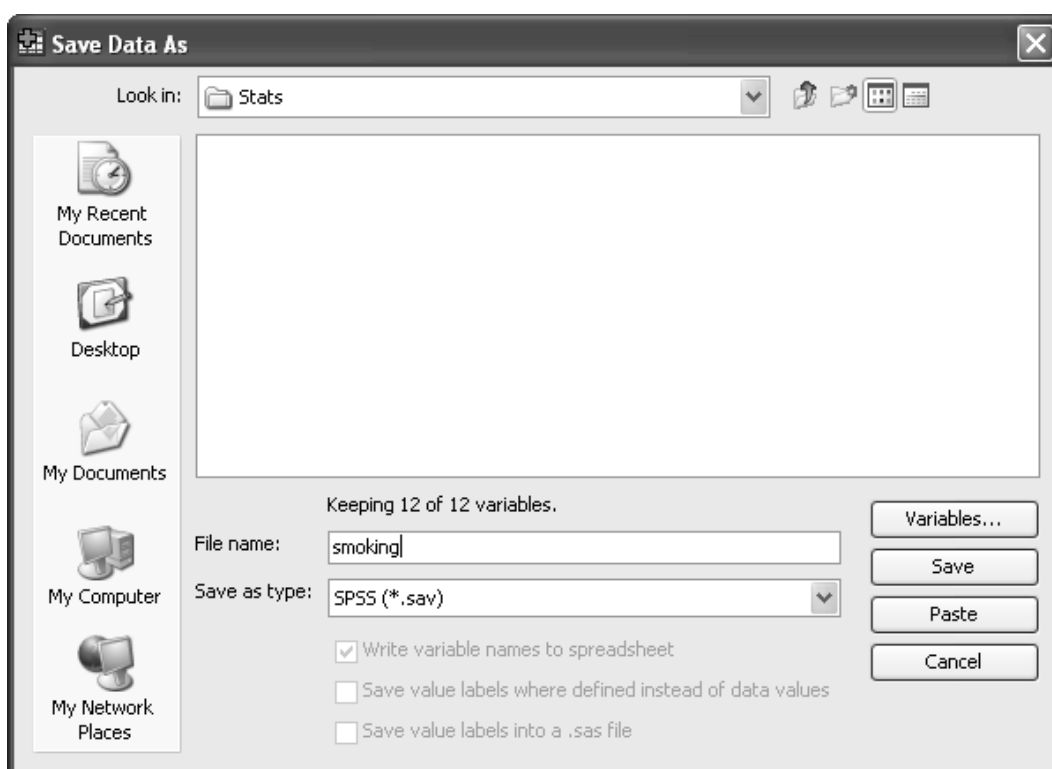 Save Data As
Look in:
Stats
My Recent
Documents
Desktop
My Documents
My Computer
My Network
Places
Keeping 12 of 12 variables.
File name:
smoking
Save as type:
SPSS (*.sav)
Write variable names to spreadsheet
Save value labels where defined instead of data values
Save value labels into a .sas file
Variables...
Save
Paste
Cancel